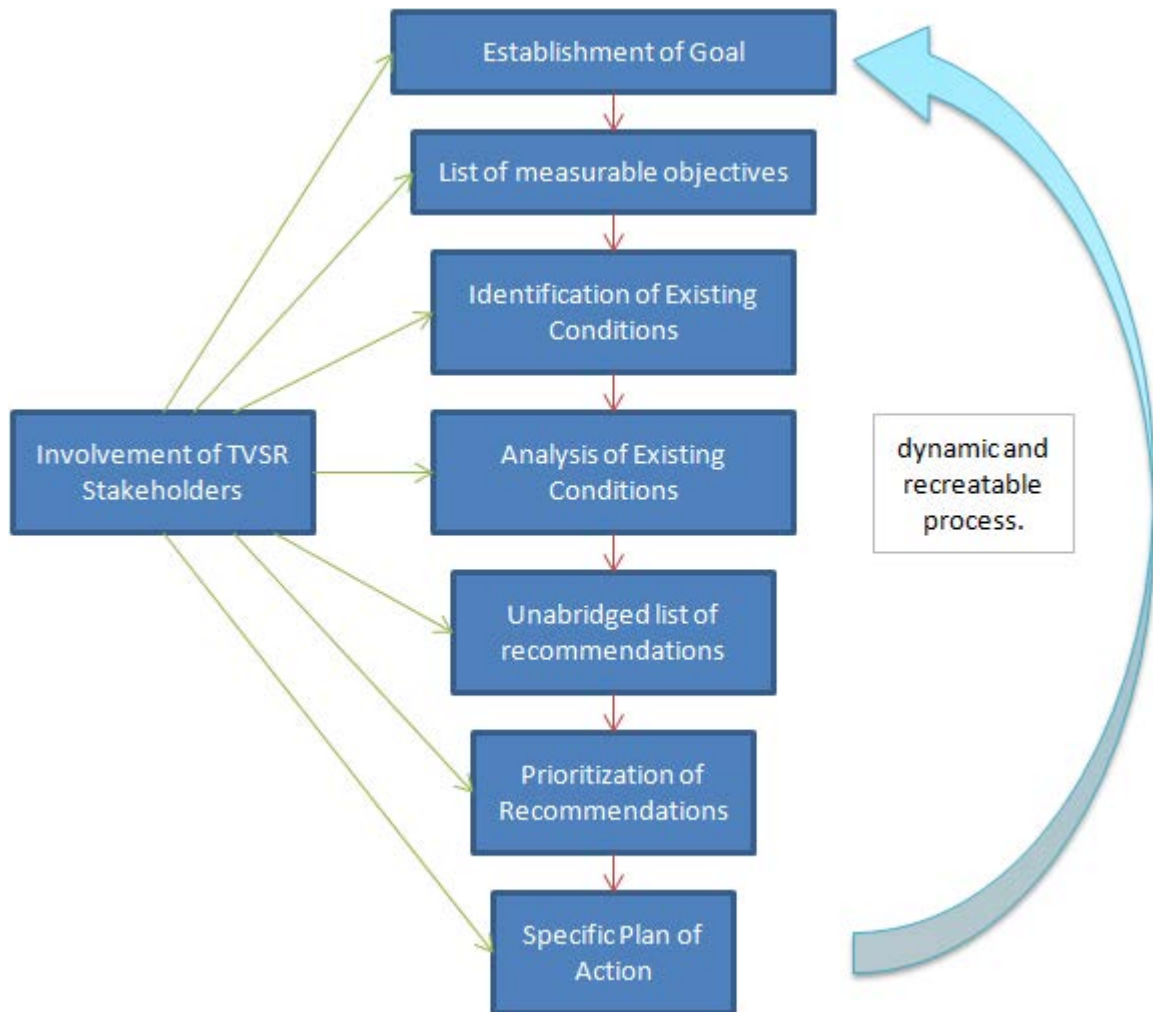 Establishment of Goal
List of measurable objectives
Identification of Existing
Conditions
Involvement of TVSR
Stakeholders
Analysis of Existing
Conditions
dynamic and
recreatable
process.
Unabridged list of
recommendations
Prioritization of
Recommendations
Specific Plan of
Action